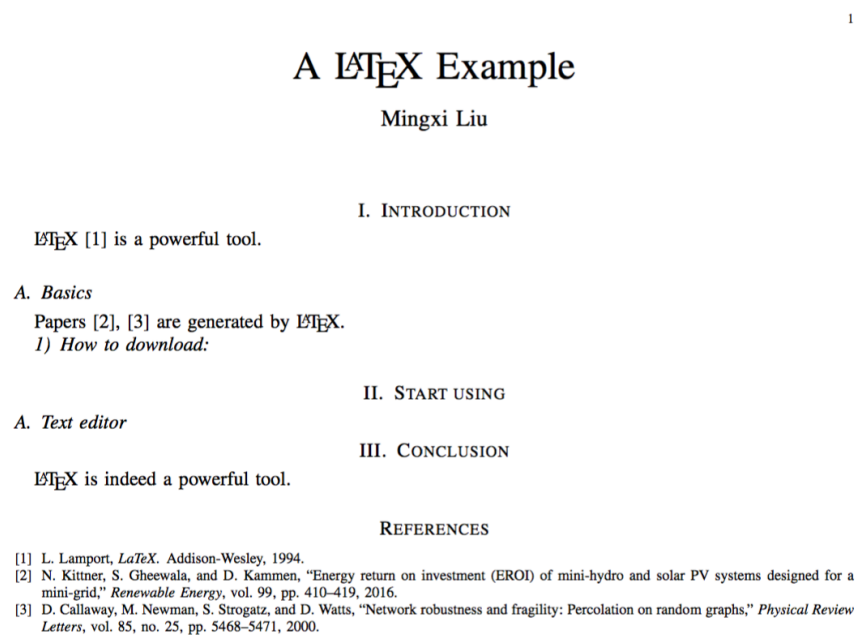 1
A LATEX Example
Mingxi Liu
I. INTRODUCTION
LATEX [1] is a powerful tool.
A. Basics
Papers [2], [3] are generated by LATEX.
1) How to download:
II. START USING
A. Text editor
III. CONCLUSION
LATEX is indeed a powerful tool.
REFERENCES
[1] L. Lamport, LaTeX. Addison-Wesley, 1994.
[2] N. Kittner, S. Gheewala, and D. Kammen, “Energy return on investment (EROI) of mini-hydro and solar PV systems designed for a
mini-grid,” Renewable Energy, vol. 99, pp. 410–419, 2016.
[3] D. Callaway, M. Newman, S. Strogatz, and D. Watts, “Network robustness and fragility: Percolation on random graphs,” Physical Review
Letters, vol. 85, no. 25, pp. 5468–5471, 2000.